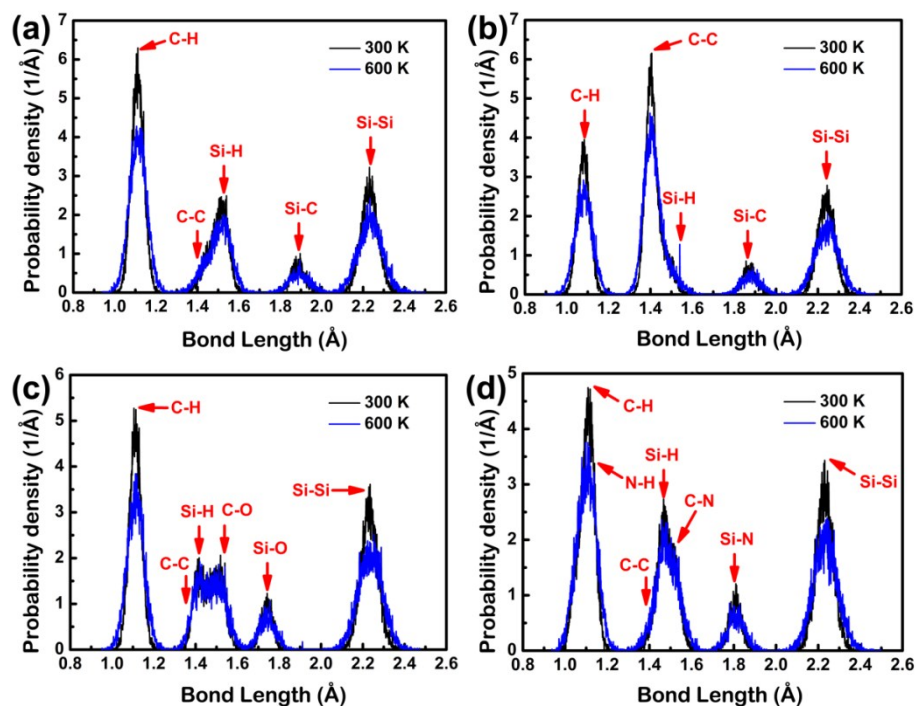 (a)
Probability density (1/Å)
7
6
5
4
3
2
1
0
C-H
C-C
Si-H
Si-C
Si-Si
300 K
600 K
0.8 1.0 1.2 1.4 1.6 1.8 2.0 2.2 2.4 2.6
Bond Length (Å)
(b)
Probability density (1/Å)
7
6
5
4
3
2
1
0
C-H
C-C
Si-H
Si-C
Si-Si
300 K
600 K
0.8 1.0 1.2 1.4 1.6 1.8 2.0 2.2 2.4 2.6
Bond Length (Å)
(c)
Probability density (1/Å)
6
5
4
3
2
1
0
C-H
C-C
Si-H
C-O
Si-O
Si-Si
300 K
600 K
0.8 1.0 1.2 1.4 1.6 1.8 2.0 2.2 2.4 2.6
Bond Length (Å)
(d)
Probability density (1/Å)
5
4
3
2
1
0
C-H
N-H
C-C
Si-H
C-N
Si-N
Si-Si
300 K
600 K
0.8 1.0 1.2 1.4 1.6 1.8 2.0 2.2 2.4 2.6
Bond Length (Å)